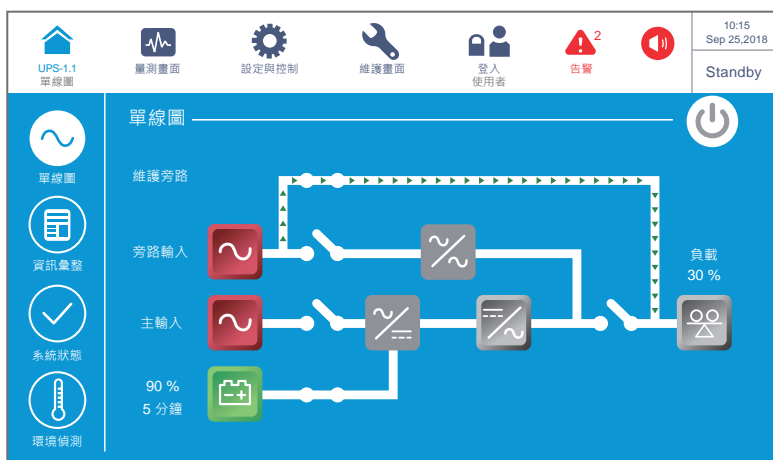 UPS-1.1
單線圖
量測畫面
設定與控制
維護畫面
登入
使用者
2
告警
10:15
Sep 25,2018
Standby
單線圖
資訊彙整
系統狀態
環境偵測
單線圖
維護旁路
旁路輸入
主輸入
90 %
5 分鐘
負載
30 %